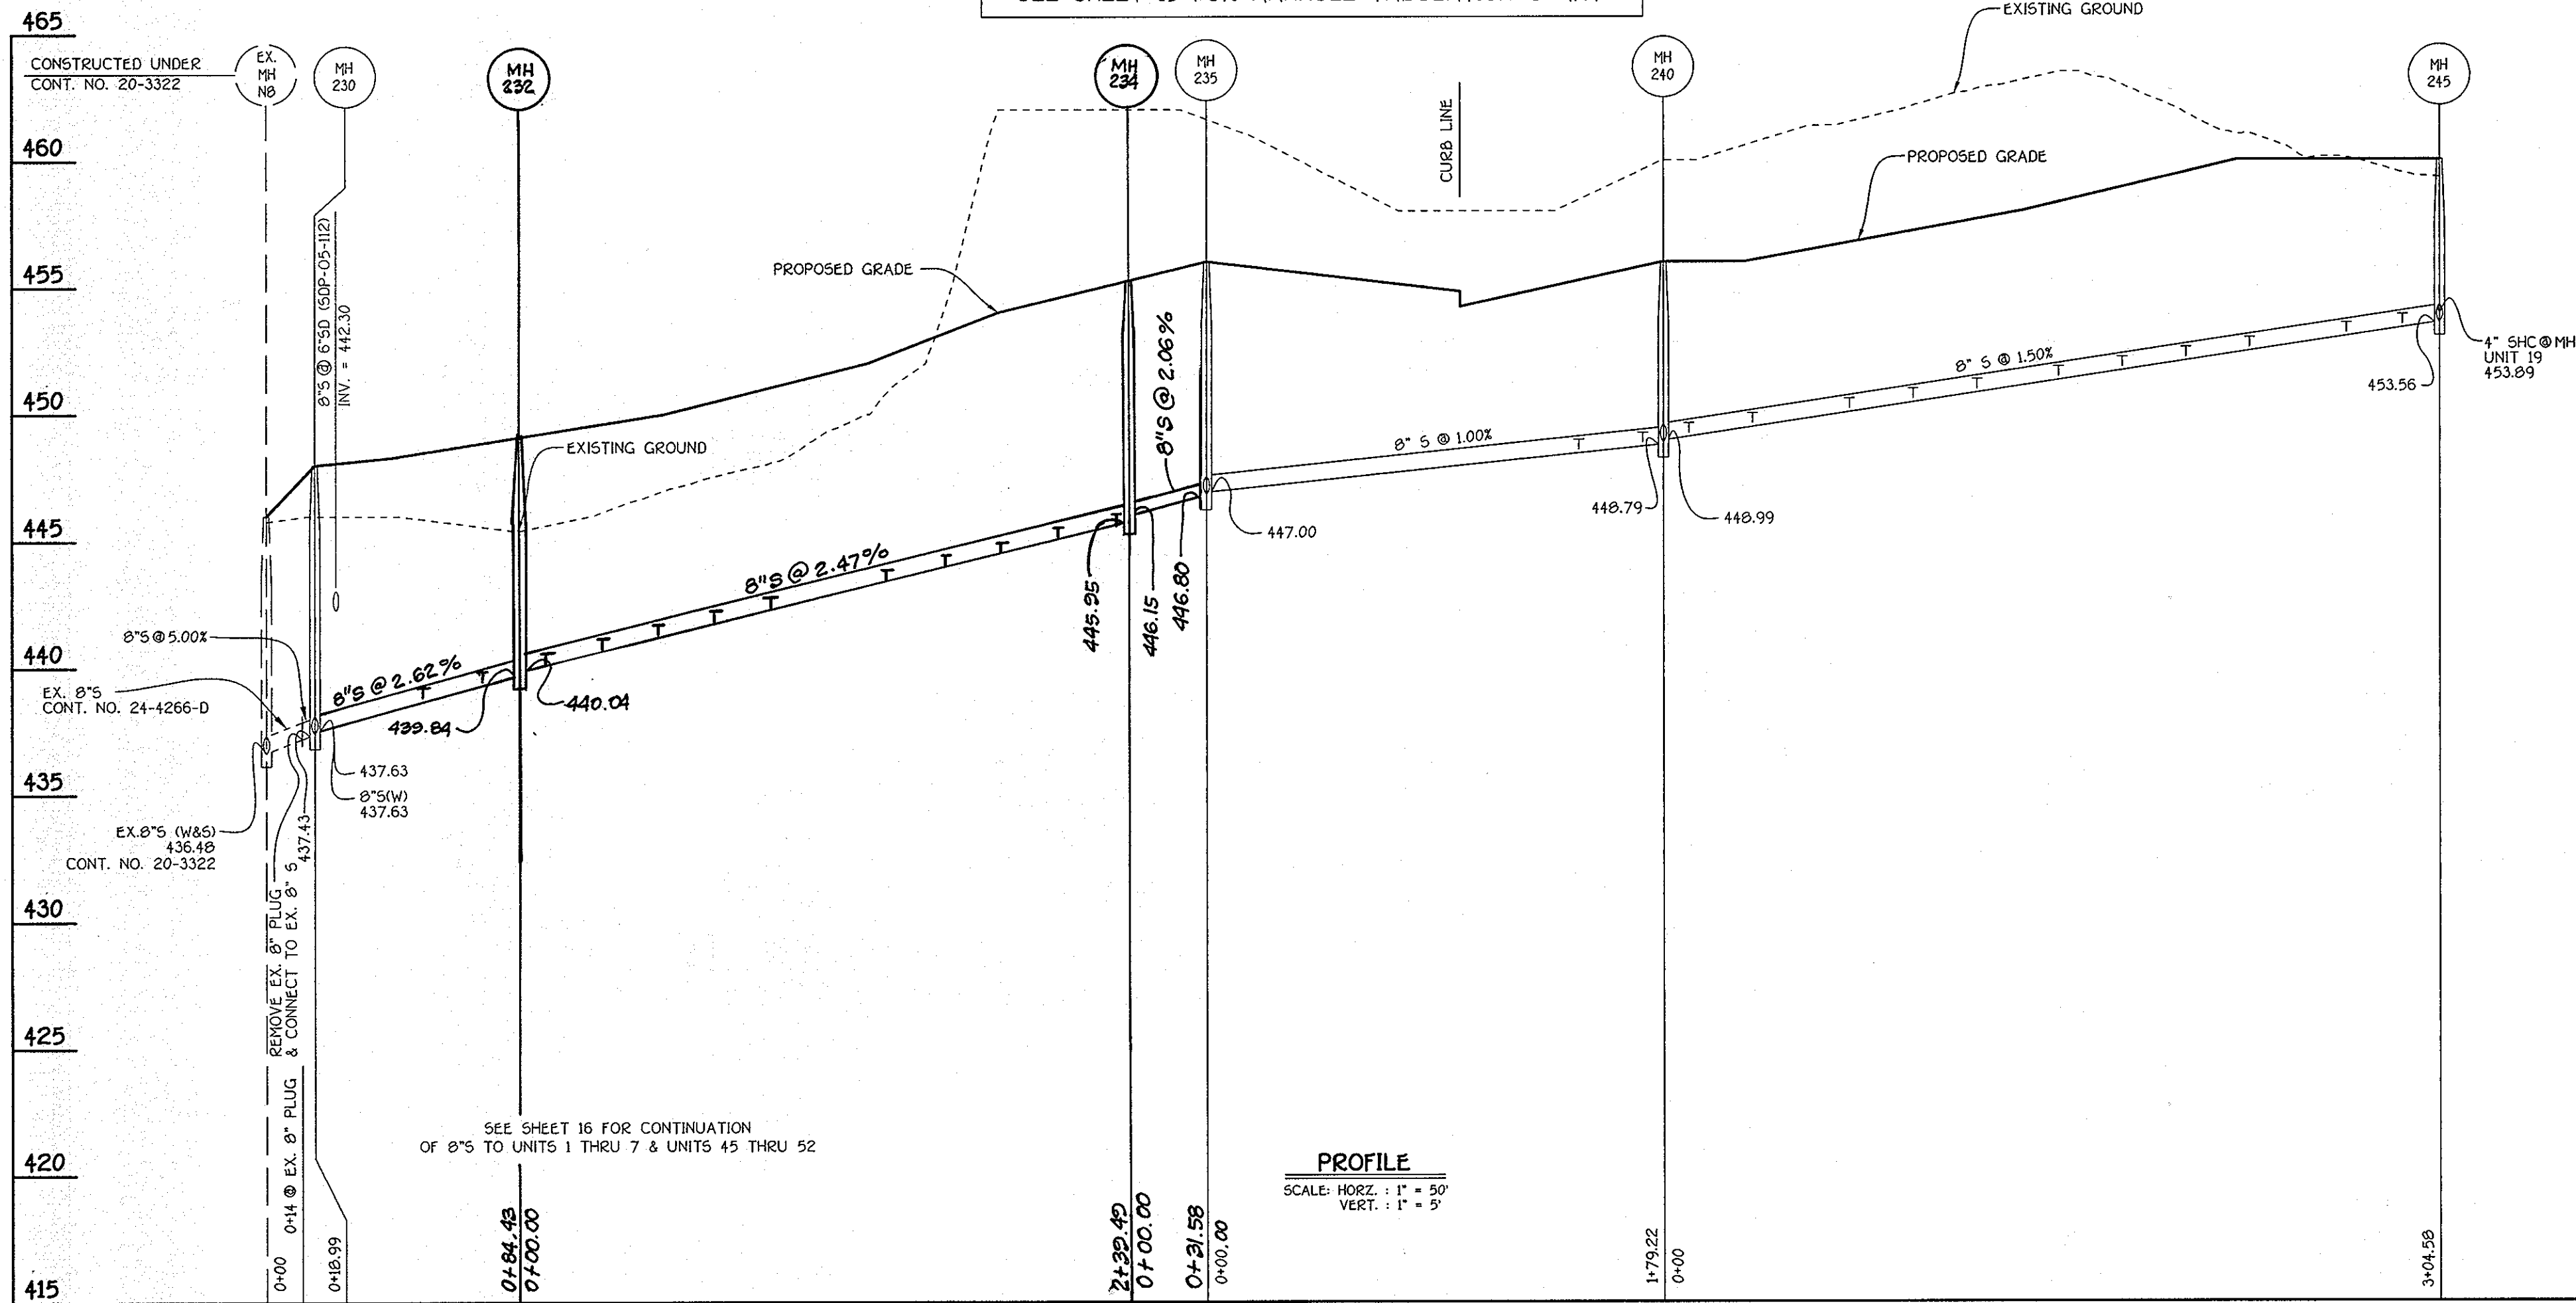 465
460
455
450
445
440
435
430
425
420
415
CONSTRUCTED UNDER
CONT. NO. 20-3322
EX.
MH
N8
MH
230
MH
232
MH
234
MH
235
MH
240
MH
245
EXISTING GROUND
CURB LINE
PROPOSED GRADE
PROPOSED GRADE
EXISTING GROUND
8"S @ 6"SD (SDP-05-112)
INV. = 442.30
8"S @ 5.00%
EX. 8"S
CONT. NO. 24-4266-D
8"S @ 2.62%
439.84
440.04
8"S @ 2.47%
445.95
446.15
446.80
8"S @ 2.06%
447.00
8" S @ 1.00%
448.79
448.99
8" S @ 1.50%
453.56
4" SHC @ MH
UNIT 19
453.89
437.63
8"S(W)
437.63
EX.8"S (W&S)
436.48
CONT. NO. 20-3322
437.43
REMOVE EX. 8" PLUG
& CONNECT TO EX. 8" S
0+14 @ EX. 8" PLUG
SEE SHEET 16 FOR CONTINUATION
OF 8"S TO UNITS 1 THRU 7 & UNITS 45 THRU 52
PROFILE
SCALE: HORZ. : 1" = 50'
VERT. : 1" = 5'
0+00
0+18.99
0+84.43
0+00.00
2+39.49
0+00.00
0+31.58
0+00.00
1+79.22
0+00
3+04.58